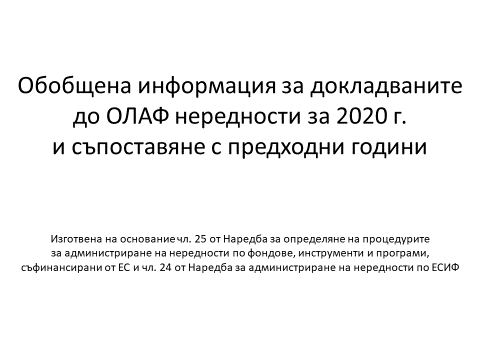 Обобщена информация за докладваните
до ОЛАФ нередности за 2020 г.
и съпоставяне с предходни години
Изготвена на основание чл. 25 от Наредба за определяне на процедурите
за администриране на нередности по фондове, инструменти и програми,
съфинансирани от ЕС и чл. 24 от Наредба за администриране на нередности по ЕСИФ